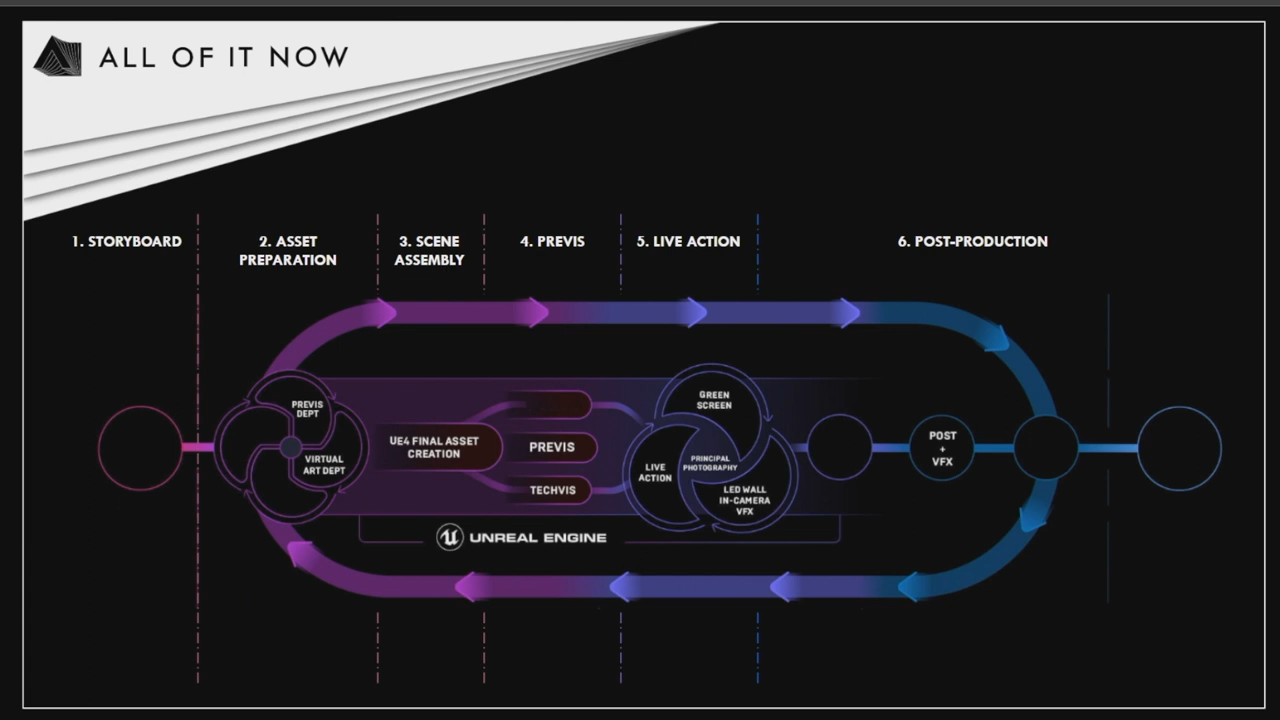 ALL OF IT NOW
1. STORYBOARD
2. ASSET
PREPARATION
3. SCENE
ASSEMBLY
4. PREVIS
5. LIVE ACTION
6. POST-PRODUCTION
PREVIS
DEPT
VIRTUAL
ART DEPT
UE4 FINAL ASSET
CREATION
PREVIS
TECHVIS
GREEN
SCREEN
LIVE
ACTION
PRINCIPAL
PHOTOGRAPHY
LED WALL
IN-CAMERA
VFX
POST
+
VFX
UNREAL ENGINE